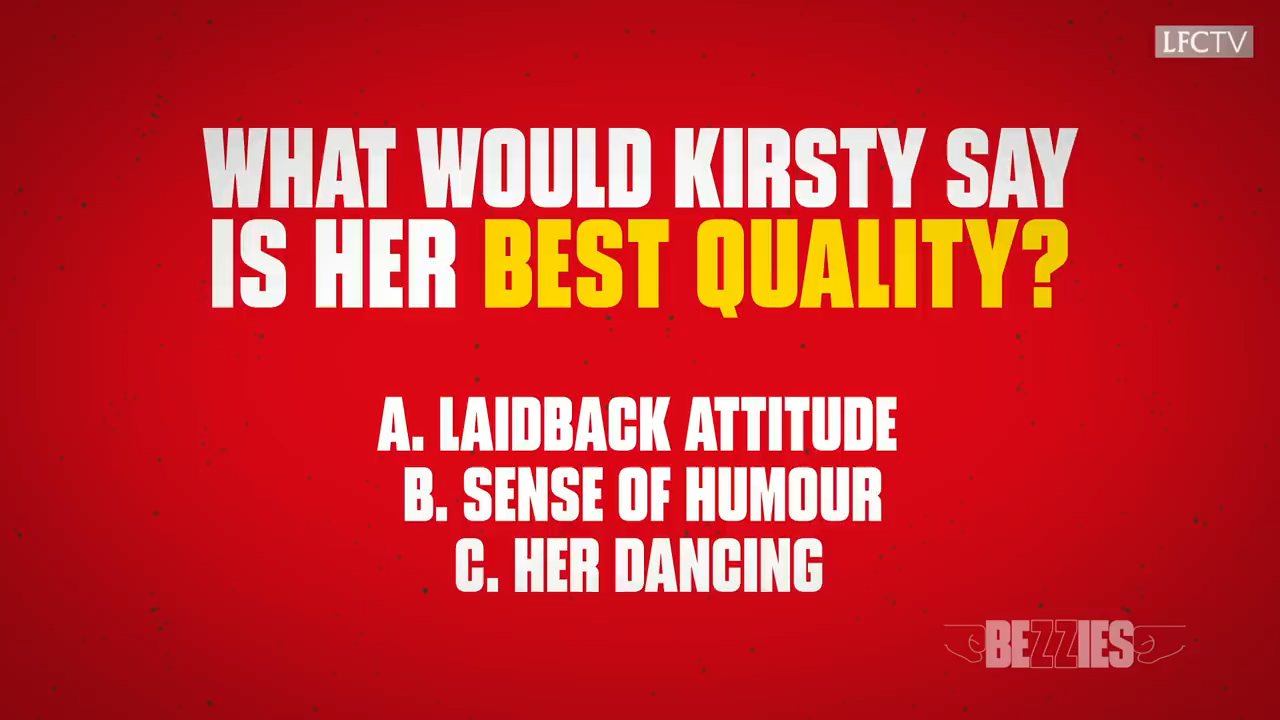 LFCTV
WHAT WOULD KIRSTY SAY
IS HER BEST QUALITY?
A. LAIDBACK ATTITUDE
B. SENSE OF HUMOUR
C. HER DANCING
BEZZIES